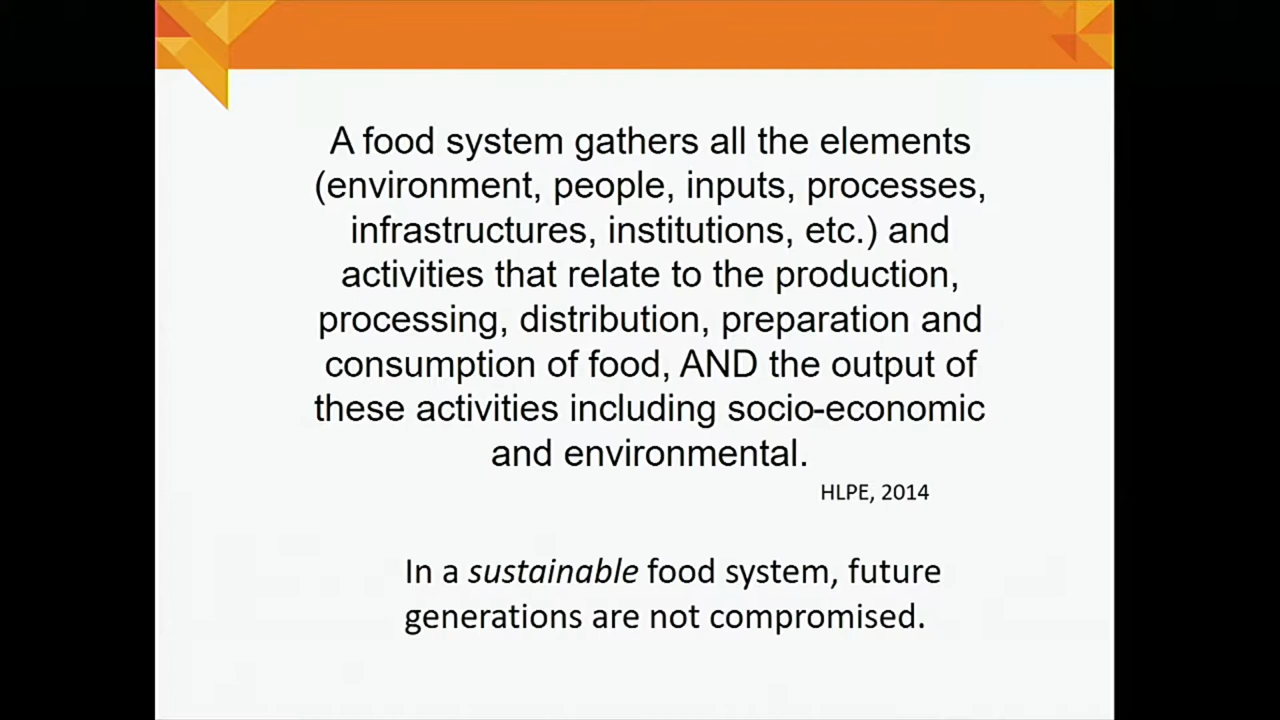 A food system gathers all the elements
(environment, people, inputs, processes,
infrastructures, institutions, etc.) and
activities that relate to the production,
processing, distribution, preparation and
consumption of food, AND the output of
these activities including socio-economic
and environmental.
HLPE, 2014
In a sustainable food system, future
generations are not compromised.